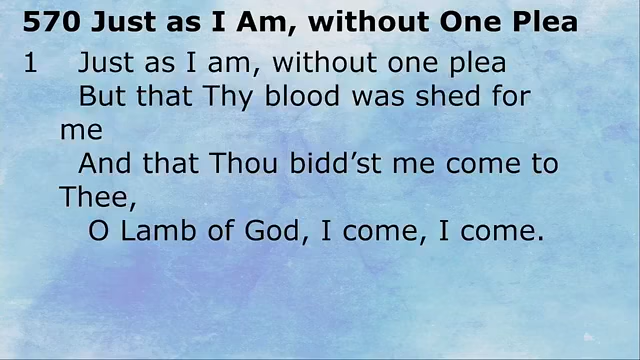 570 Just as I Am, without One Plea
1 Just as I am, without one plea
But that Thy blood was shed for
me
And that Thou bidd’st me come to
Thee,
O Lamb of God, I come, I come.